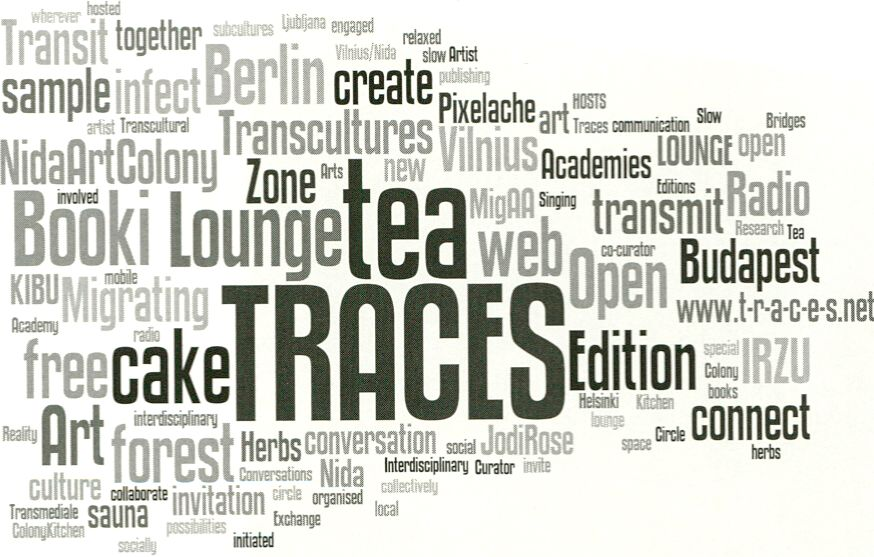 wherever hosted
Transit together subcultures Ljubljana engaged
Vilnius/Nida relaxed
slow Artist
sample infect Berlin create publishing
artist Transcultural Transcultures Pixelache art HOSTS
Traces communication Slow Bridges
NidaArtColony Zone Arts new Vilnius Academies LOUNGE open
involved
Booki Lounge tea MigAA Singing Editions transmit Radio
Research Tea
web co-curator Open Budapest
KIBU mobile Migrating
www.t-r-a-c-e-s.net
Academy radio TRACES
free cake Edition special IRZU
Colony
books
Helsinki Kitchen
lounge connect
Reality Art interdisciplinary
forest Herbs conversation social JodiRose space Circle herbs
Conversations Nida Interdisciplinary Curator invite
culture collaborate invitation circle organised collectively
Transmediale sauna Exchange local
ColonyKitchen possibilities
socially initiated